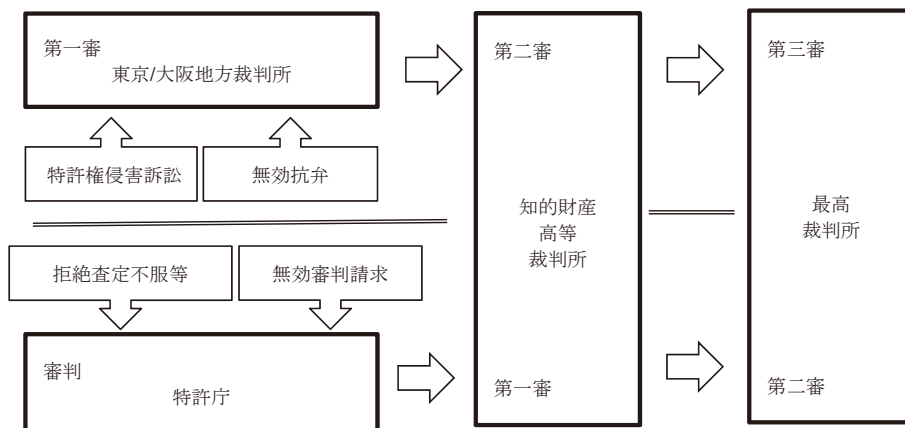 第一審
東京/大阪地方裁判所
特許権侵害訴訟
無効抗弁
拒絶査定不服等
無効審判請求
審判
特許庁
第二審
知的財産
高等
裁判所
第一審
第三審
最高
裁判所
第二審